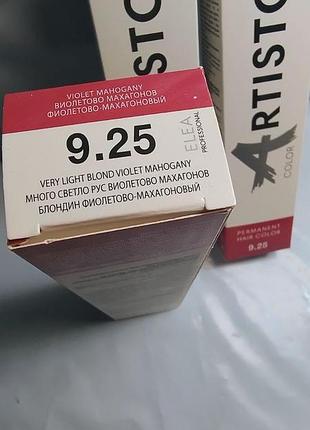 VIOLET MAHOGANY
ВИОЛЕТОВО МАХАГОНОВ
ФИОЛЕТОВО-МАХАГОНОВЫЙ
9.25
VERY LIGHT BLOND VIOLET MAHOGANY
МНОГО СВЕТЛО РУС ВИОЛЕТОВО МАХАГОНОВ
БЛОНДИН ФИОЛЕТОВО-МАХАГОНОВЫЙ
ELEA
PROFESSIONAL
ARTISTO
ARTISTO
COLOR
PERMANENT
HAIR COLOR
9.25